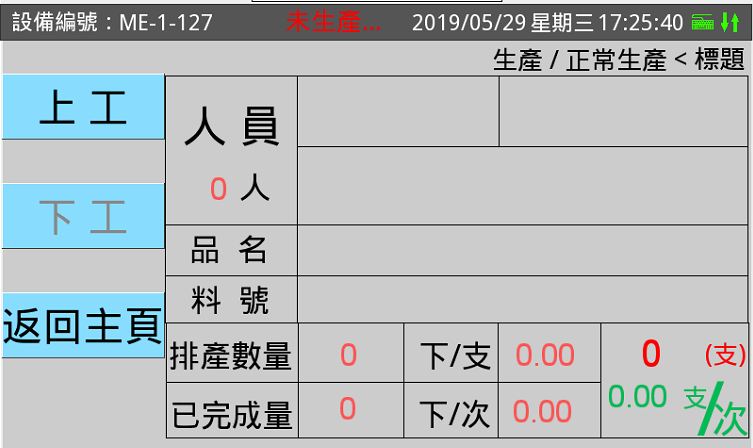 設備編號：ME-1-127 未生產... 2019/05/29 星期三 17:25:40
生產 / 正常生產 < 標題
上 工
人 員
0 人
下 工
品 名
料 號
返回主頁
排產數量 0 下/支 0.00 0 (支)
已完成量 0 下/次 0.00 0.00 支/次